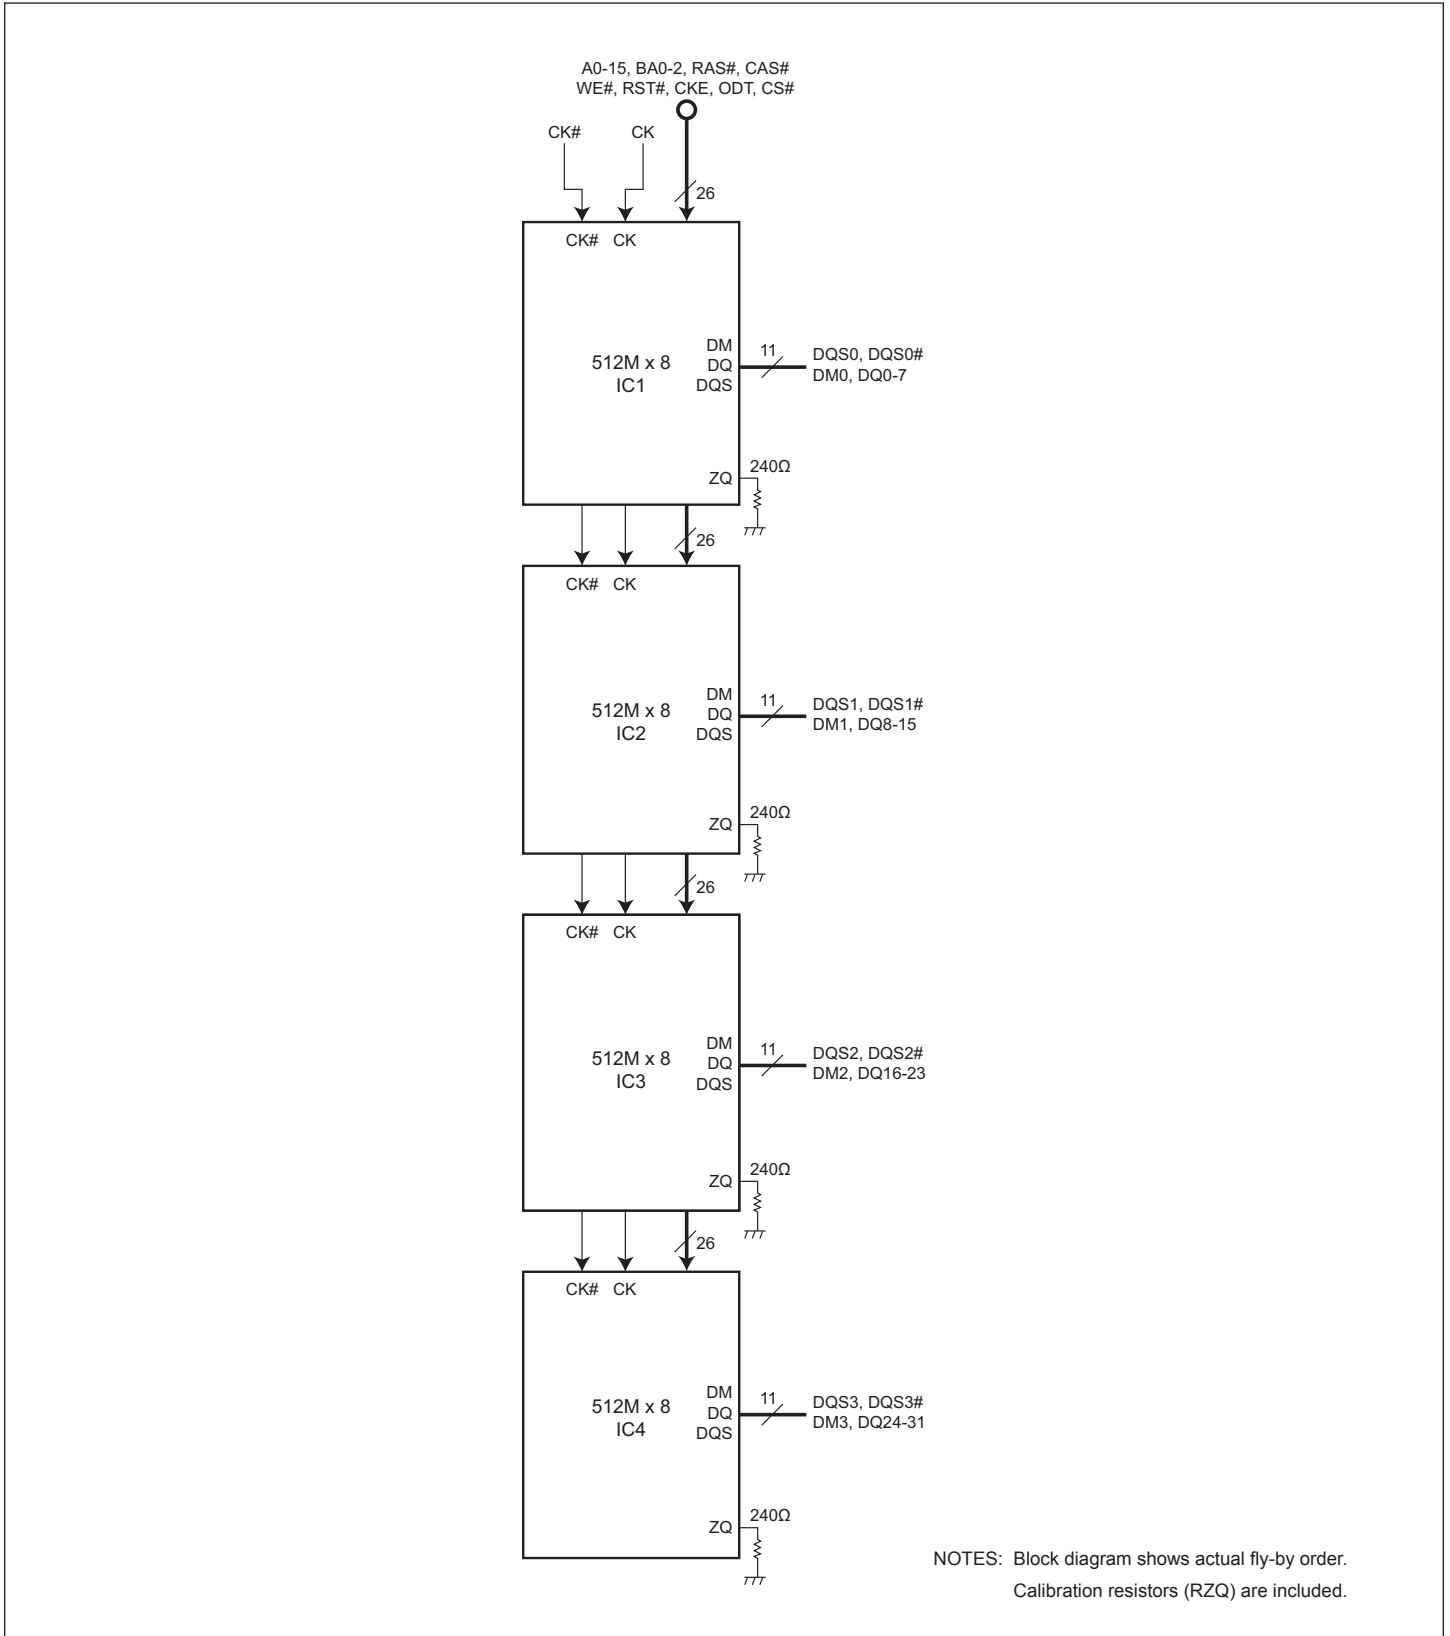 A0-15, BA0-2, RAS#, CAS#
WE#, RST#, CKE, ODT, CS#
CK# CK
26
CK# CK
512M x 8
IC1
DM
DQ
DQS
11
DQS0, DQS0#
DM0, DQ0-7
ZQ
240Ω
26
CK# CK
512M x 8
IC2
DM
DQ
DQS
11
DQS1, DQS1#
DM1, DQ8-15
ZQ
240Ω
26
CK# CK
512M x 8
IC3
DM
DQ
DQS
11
DQS2, DQS2#
DM2, DQ16-23
ZQ
240Ω
26
CK# CK
512M x 8
IC4
DM
DQ
DQS
11
DQS3, DQS3#
DM3, DQ24-31
ZQ
240Ω
NOTES: Block diagram shows actual fly-by order.
Calibration resistors (RZQ) are included.